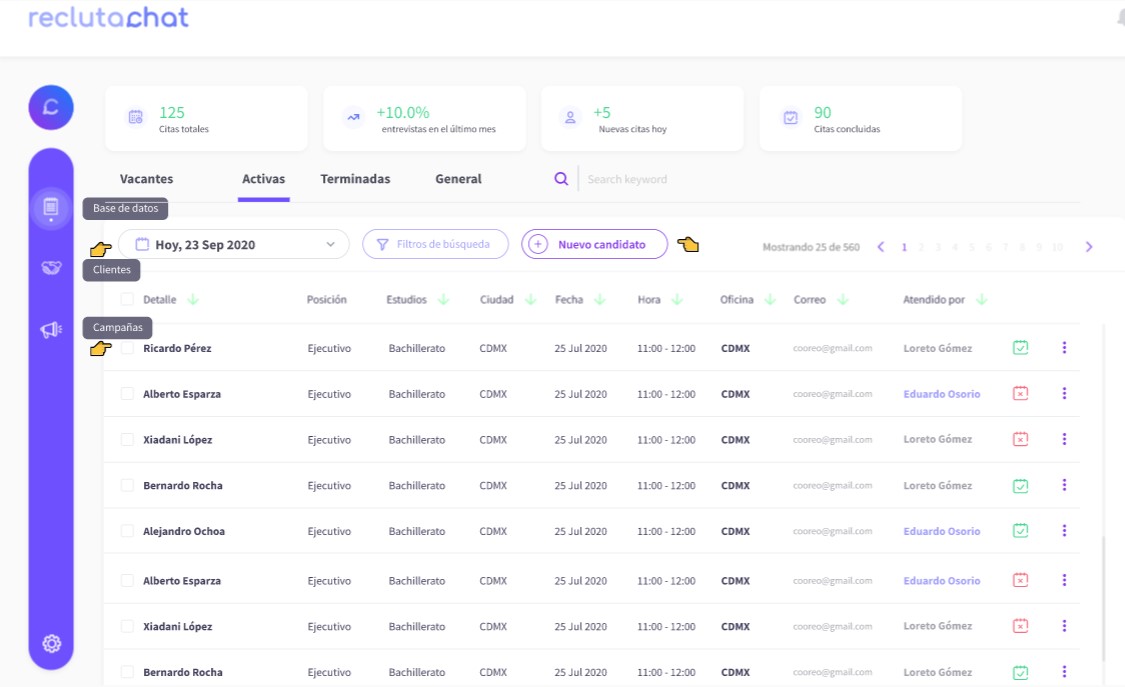 reclutachat
125
Citas totales
+10.0%
entrevistas en el último mes
+5
Nuevas citas hoy
90
Citas concluidas
Vacantes Activas Terminadas General Search keyword
Base de datos
Hoy, 23 Sep 2020 Filtros de búsqueda + Nuevo candidato Mostrando 25 de 560 1 2 3 4 5 6 7 8 9 10
Clientes
Detalle Posición Estudios Ciudad Fecha Hora Oficina Correo Atendido por
Campañas
Ricardo Pérez Ejecutivo Bachillerato CDMX 25 Jul 2020 11:00 - 12:00 CDMX cooreo@gmail.com Loreto Gómez
Alberto Esparza Ejecutivo Bachillerato CDMX 25 Jul 2020 11:00 - 12:00 CDMX cooreo@gmail.com Eduardo Osorio
Xiadani López Ejecutivo Bachillerato CDMX 25 Jul 2020 11:00 - 12:00 CDMX cooreo@gmail.com Loreto Gómez
Bernardo Rocha Ejecutivo Bachillerato CDMX 25 Jul 2020 11:00 - 12:00 CDMX cooreo@gmail.com Loreto Gómez
Alejandro Ochoa Ejecutivo Bachillerato CDMX 25 Jul 2020 11:00 - 12:00 CDMX cooreo@gmail.com Eduardo Osorio
Alberto Esparza Ejecutivo Bachillerato CDMX 25 Jul 2020 11:00 - 12:00 CDMX cooreo@gmail.com Eduardo Osorio
Xiadani López Ejecutivo Bachillerato CDMX 25 Jul 2020 11:00 - 12:00 CDMX cooreo@gmail.com Loreto Gómez
Bernardo Rocha Ejecutivo Bachillerato CDMX 25 Jul 2020 11:00 - 12:00 CDMX cooreo@gmail.com Loreto Gómez